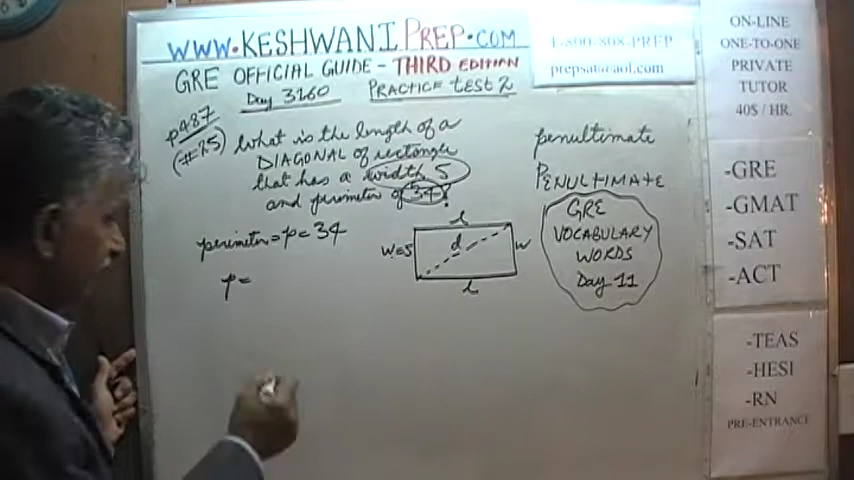 WWW.KESHWANIPREP.COM
GRE OFFICIAL GUIDE - THIRD EDITION
Day 3160 PRACTICE test 2
1-800-808-PREP
prepsat@aol.com
p487
(#25)
What is the length of a
DIAGONAL of rectangle
that has a width 5
and perimeter of 34?
perimeter = p = 34
p =
l
W=5
d
W
l
penultimate
PENULTIMATE
GRE
VOCABULARY
WORDS
Day 11
ON-LINE
ONE-TO-ONE
PRIVATE
TUTOR
40$ / HR.
-GRE
-GMAT
-SAT
-ACT
-TEAS
-HESI
-RN
PRE-ENTRANCE